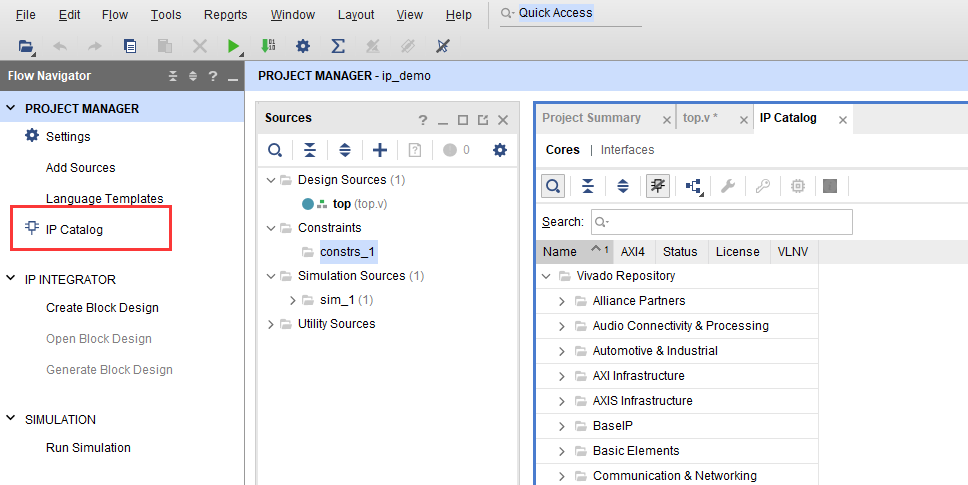 File Edit Flow Tools Reports Window Layout View Help Quick Access
Flow Navigator
PROJECT MANAGER
Settings
Add Sources
Language Templates
IP Catalog
IP INTEGRATOR
Create Block Design
Open Block Design
Generate Block Design
SIMULATION
Run Simulation
PROJECT MANAGER - ip_demo
Sources
0
Design Sources (1)
top (top.v)
Constraints
constrs_1
Simulation Sources (1)
sim_1 (1)
Utility Sources
Project Summary top.v * IP Catalog
Cores | Interfaces
Search:
Name 1 AXI4 Status License VLNV
Vivado Repository
Alliance Partners
Audio Connectivity & Processing
Automotive & Industrial
AXI Infrastructure
AXIS Infrastructure
BaseIP
Basic Elements
Communication & Networking